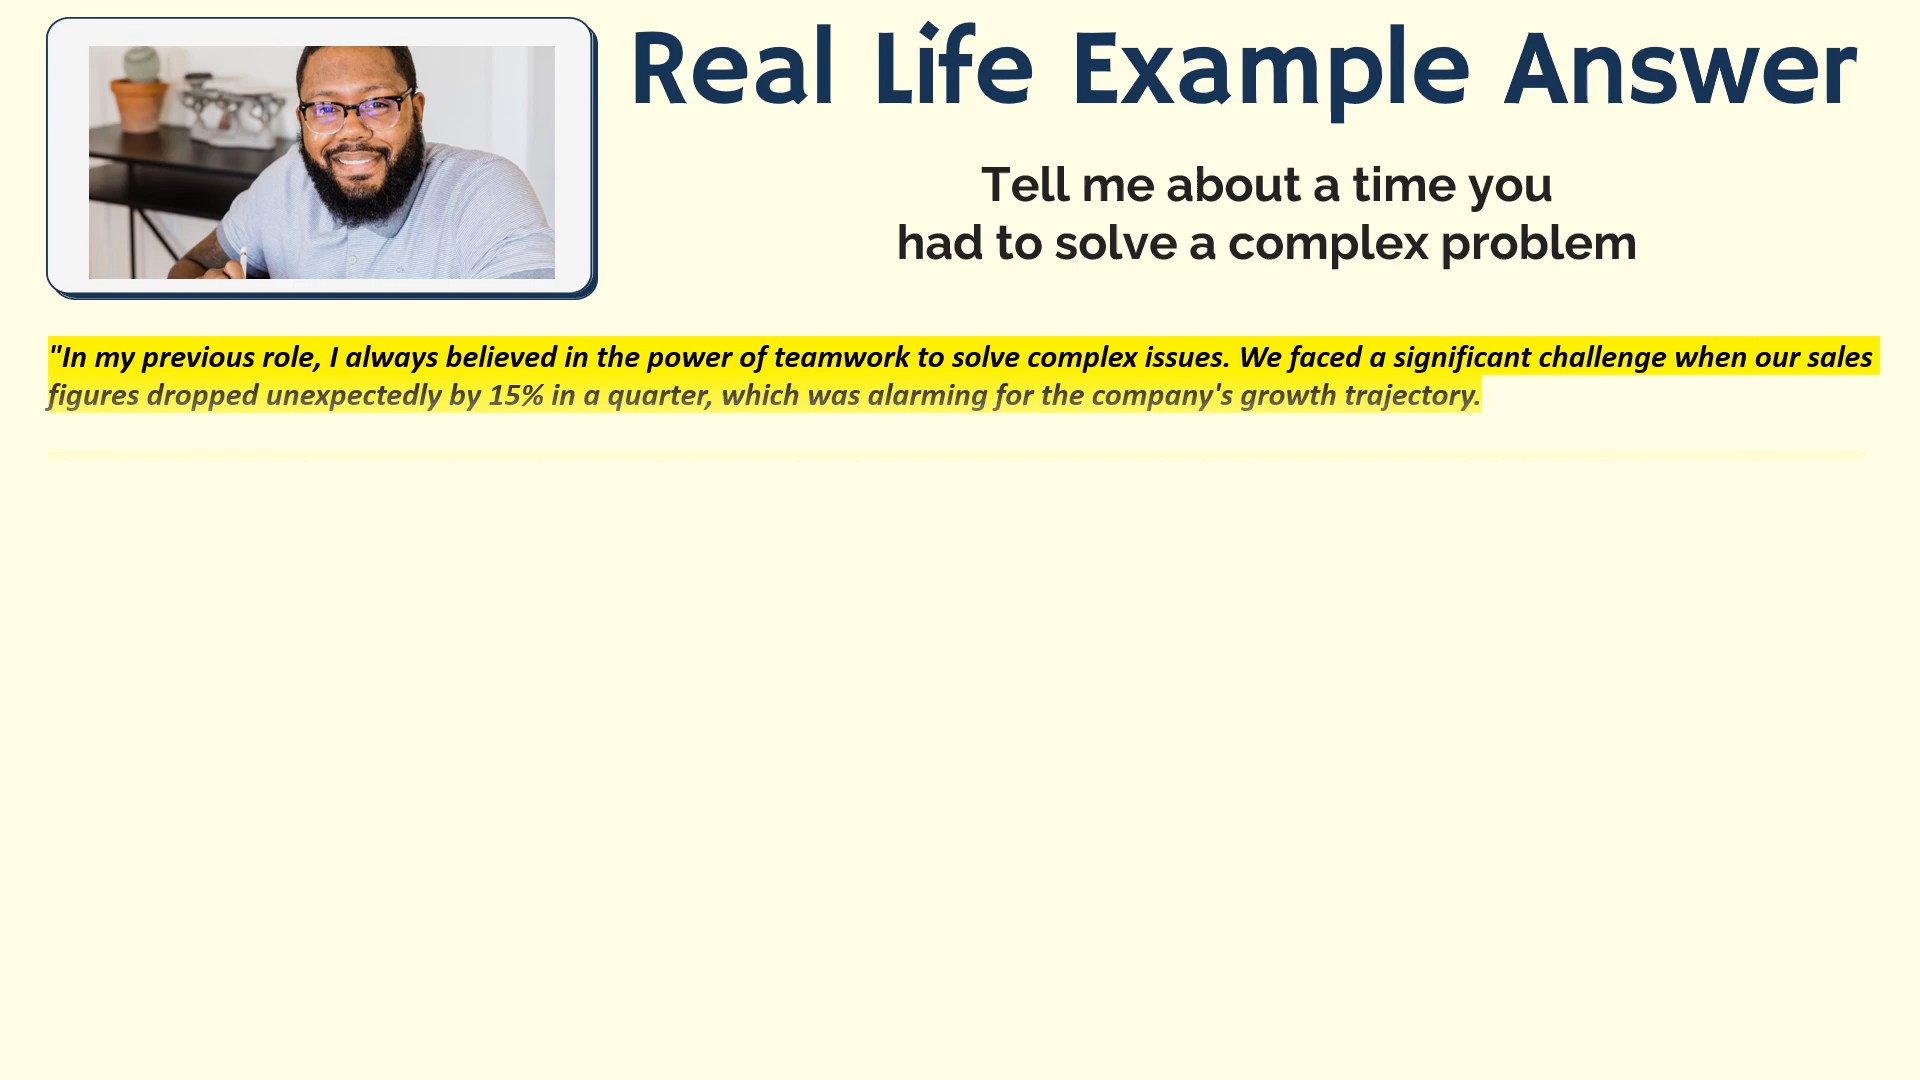 Real Life Example Answer
Tell me about a time you
had to solve a complex problem
"In my previous role, I always believed in the power of teamwork to solve complex issues. We faced a significant challenge when our sales
figures dropped unexpectedly by 15% in a quarter, which was alarming for the company's growth trajectory.